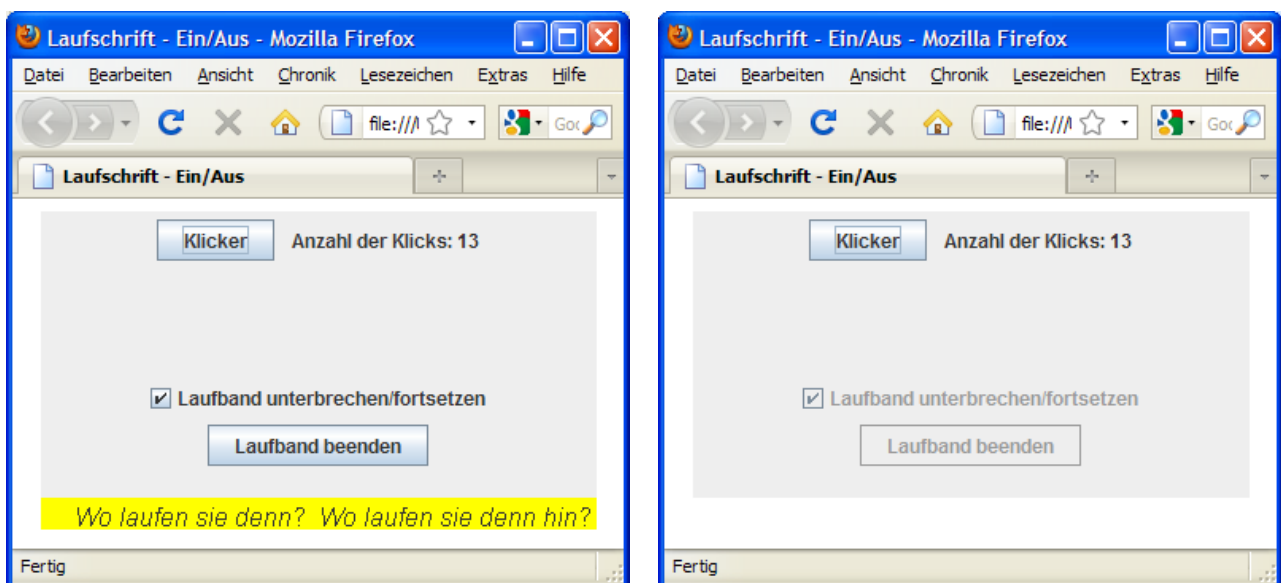 Laufschrift - Ein/Aus - Mozilla Firefox
Datei Bearbeiten Ansicht Chronik Lesezeichen Extras Hilfe
file:///
Laufschrift - Ein/Aus
Klicker Anzahl der Klicks: 13
Laufband unterbrechen/fortsetzen
Laufband beenden
Wo laufen sie denn? Wo laufen sie denn hin?
Fertig
Laufschrift - Ein/Aus - Mozilla Firefox
Datei Bearbeiten Ansicht Chronik Lesezeichen Extras Hilfe
file:///
Laufschrift - Ein/Aus
Klicker Anzahl der Klicks: 13
Laufband unterbrechen/fortsetzen
Laufband beenden
Fertig